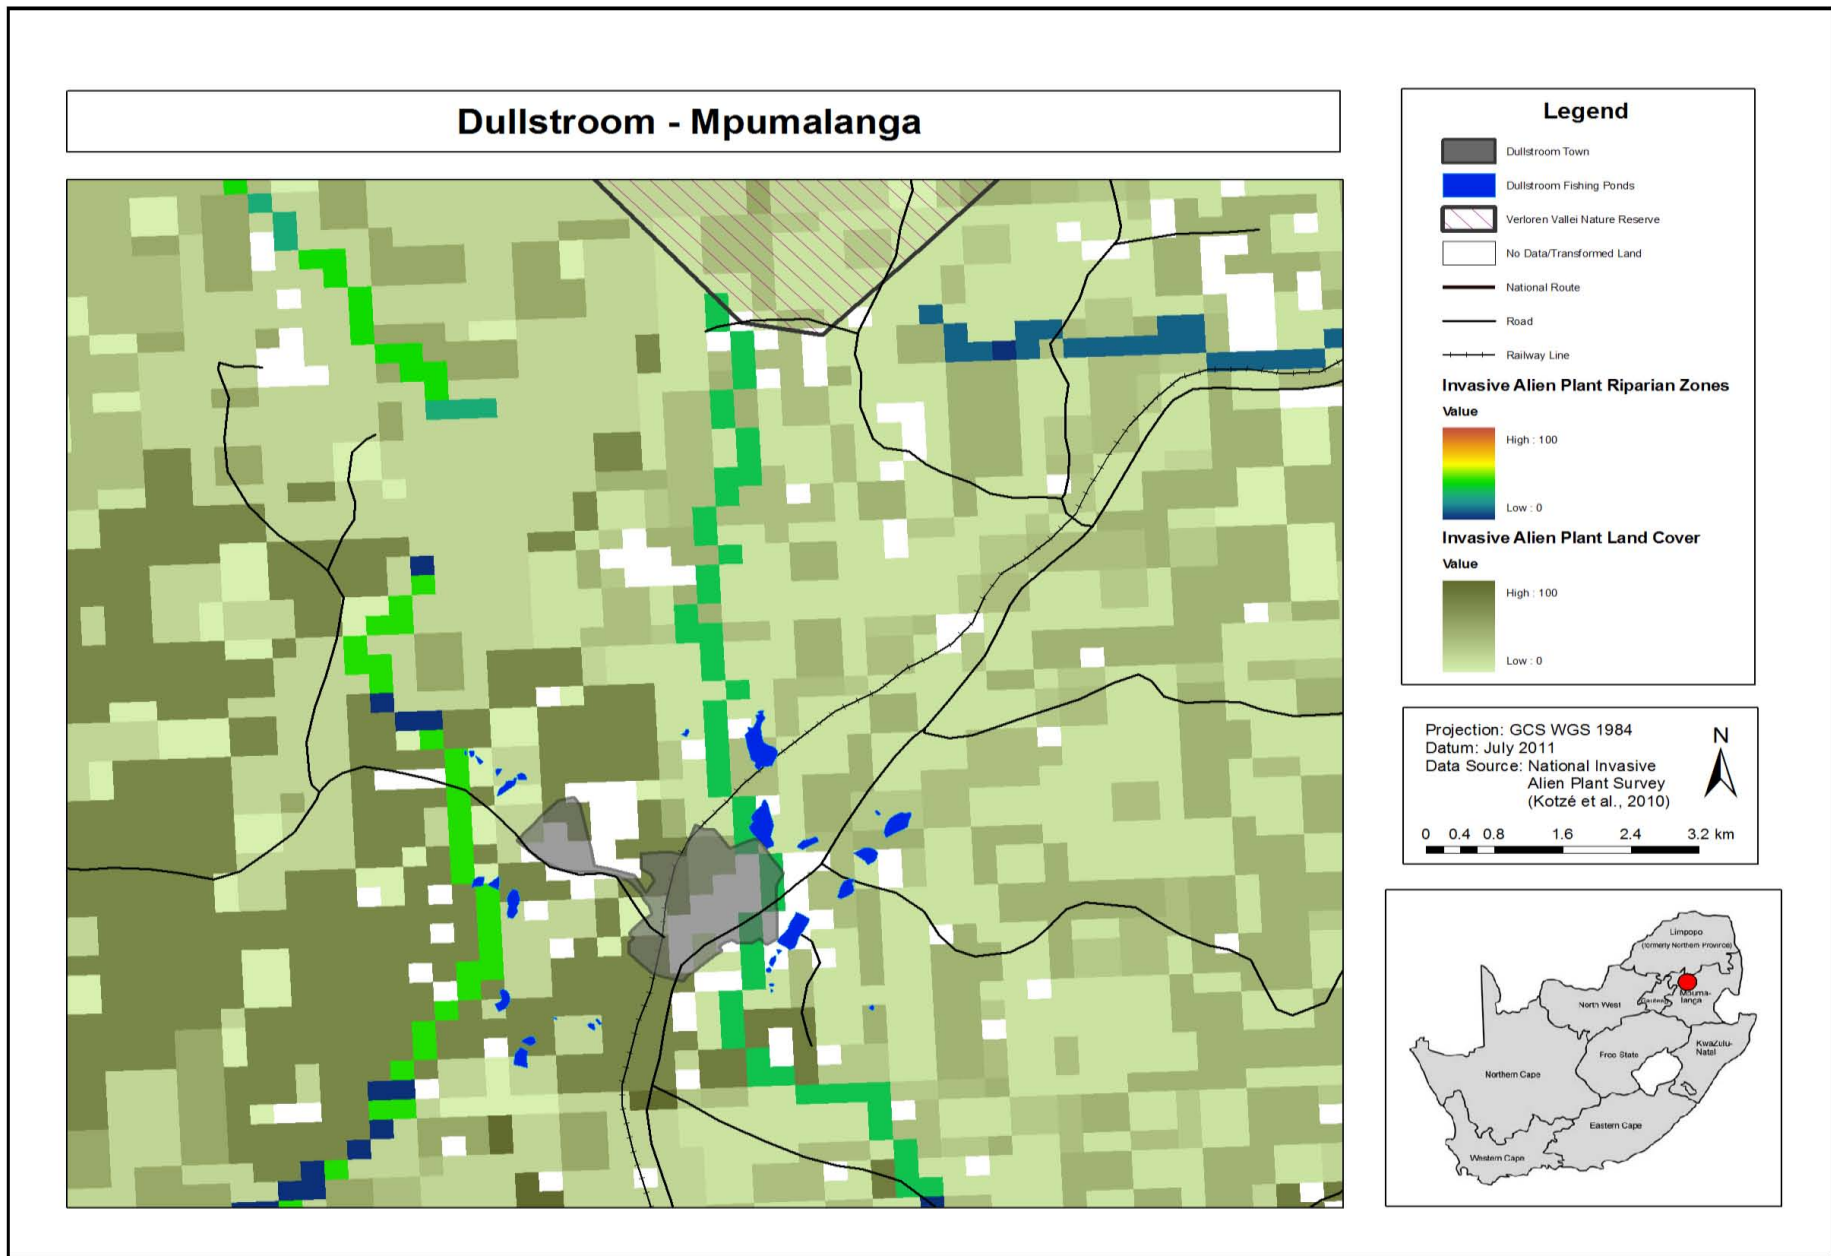 Dullstroom - Mpumalanga
Legend
Dullstroom Town
Dullstroom Fishing Ponds
Verloren Vallei Nature Reserve
No Data/Transformed Land
National Route
Road
Railway Line
Invasive Alien Plant Riparian Zones
Value
High : 100
Low : 0
Invasive Alien Plant Land Cover
Value
High : 100
Low : 0
Projection: GCS WGS 1984
Datum: July 2011
Data Source: National Invasive
Alien Plant Survey
(Kotzé et al., 2010)
N
0 0.4 0.8 1.6 2.4 3.2 km
Limpopo
(formerly Northern Province)
North West
Gauteng
Mpuma-
langa
Free State
KwaZulu-
Natal
Northern Cape
Eastern Cape
Western Cape